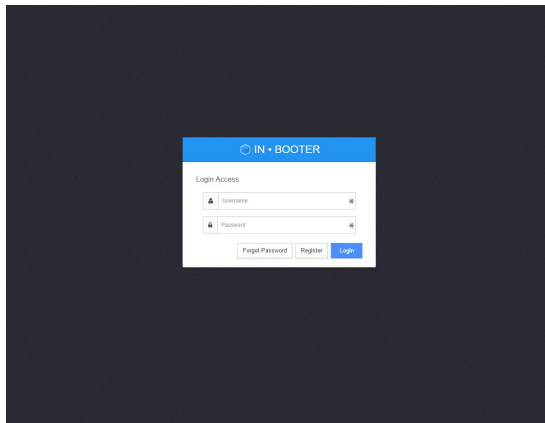 IN • BOOTER
Login Access
Username
Password
Forgot Password Register Login